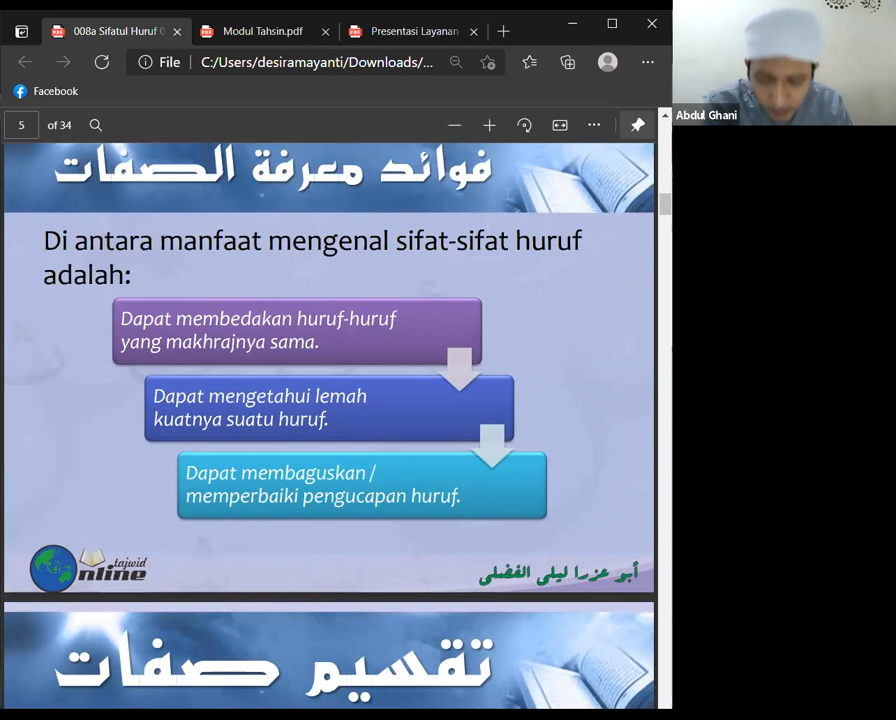 008a Sifatul Huruf
Modul Tahsin.pdf
Presentasi Layanan
File
C:/Users/desiramayanti/Downloads/...
Facebook
5
of 34
Abdul Ghani
فوائد معرفة الصفات
Di antara manfaat mengenal sifat-sifat huruf
adalah:
Dapat membedakan huruf-huruf
yang makhrajnya sama.
Dapat mengetahui lemah
kuatnya suatu huruf.
Dapat membaguskan /
memperbaiki pengucapan huruf.
tajwid
nline
أبو عزرا ليلى الفضلى
تقسيم صفات